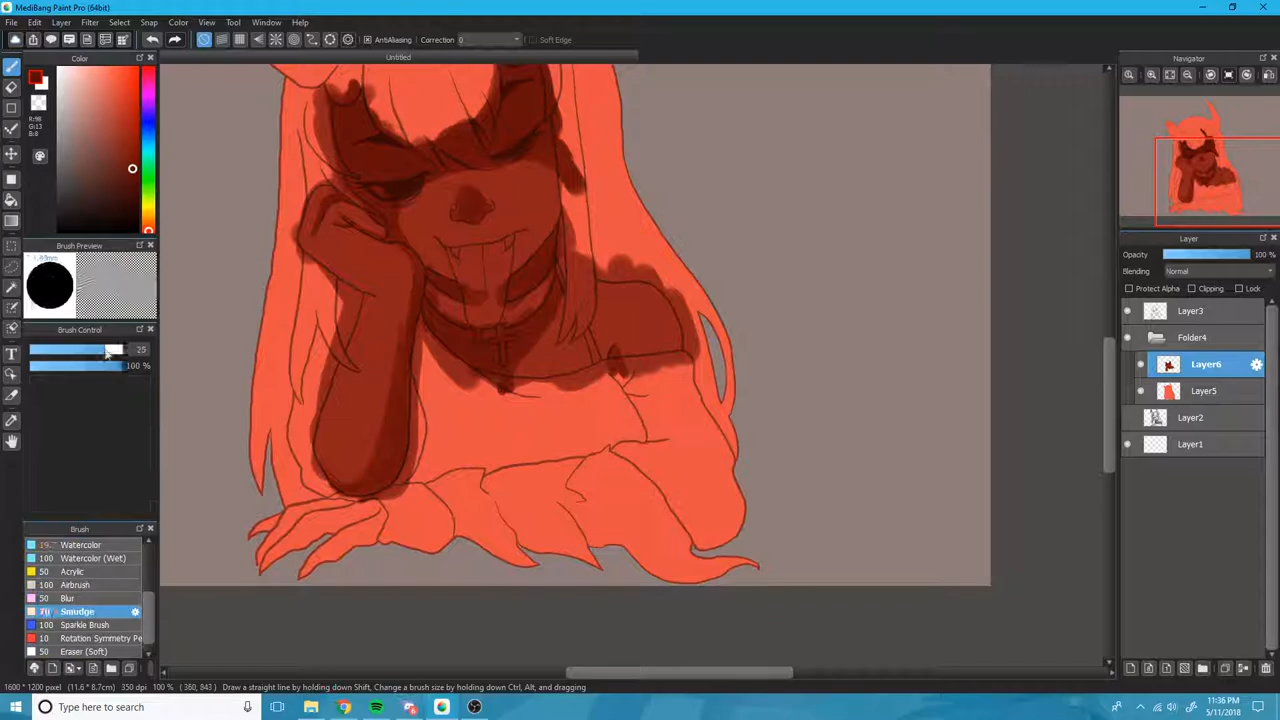 MediBang Paint Pro (64bit)
File Edit Layer Filter Select Snap Color View Tool Window Help
AntiAliasing Correction 0 Soft Edge
Untitled
Color
R:98
G:13
B:8
Brush Preview
Brush Control
25
100 %
Brush
Watercolor
100 Watercolor (Wet)
50 Acrylic
100 Airbrush
50 Blur
Smudge
100 Sparkle Brush
10 Rotation Symmetry Pe
50 Eraser (Soft)
Navigator
Layer
Opacity 100 %
Blending Normal
Protect Alpha Clipping Lock
Layer3
Folder4
Layer6
Layer5
Layer2
Layer1
1600 * 1200 pixel (11.6 * 8.7cm) 350 dpi 100 % ( 360, 843 ) Draw a straight line by holding down Shift, Change a brush size by holding down Ctrl, Alt, and dragging
Type here to search
11:36 PM
5/11/2018